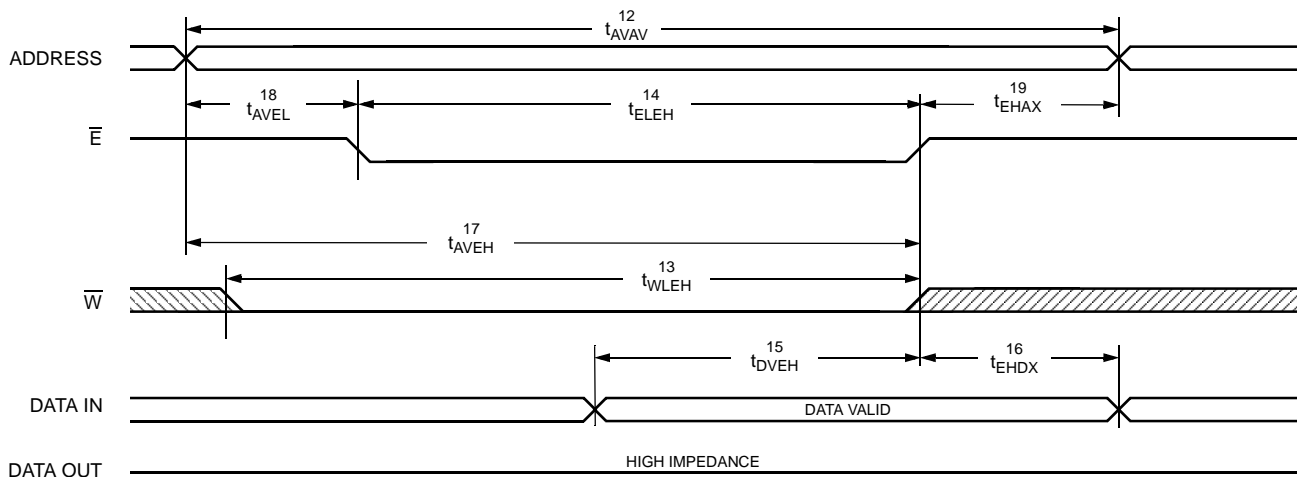 12
tAVAV
ADDRESS
18
tAVEL
14
tELEH
19
tEHAX
E̅
17
tAVEH
13
tWLEH
W̅
15
tDVEH
16
tEHDX
DATA IN
DATA VALID
DATA OUT
HIGH IMPEDANCE